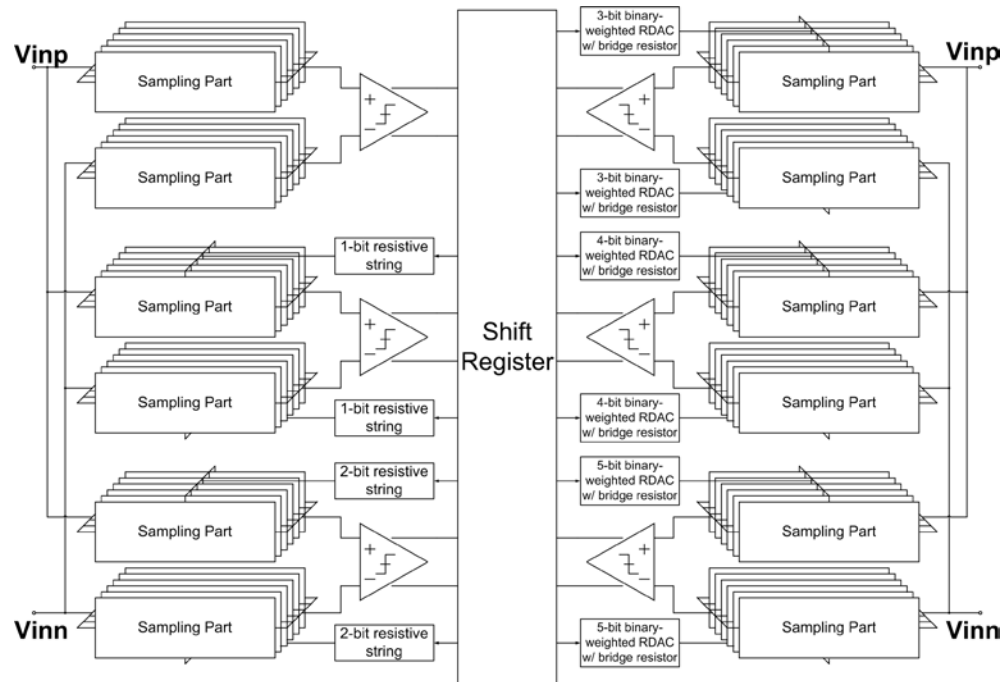 Vinp
Sampling Part
Sampling Part
+
−
3-bit binary-
weighted RDAC
w/ bridge resistor
+
−
Sampling Part
Sampling Part
Vinp
3-bit binary-
weighted RDAC
w/ bridge resistor
1-bit resistive
string
4-bit binary-
weighted RDAC
w/ bridge resistor
Sampling Part
Sampling Part
+
−
Shift
Register
+
−
Sampling Part
Sampling Part
1-bit resistive
string
4-bit binary-
weighted RDAC
w/ bridge resistor
2-bit resistive
string
5-bit binary-
weighted RDAC
w/ bridge resistor
Sampling Part
Sampling Part
+
−
+
−
Sampling Part
Sampling Part
Vinn
Vinn
2-bit resistive
string
5-bit binary-
weighted RDAC
w/ bridge resistor